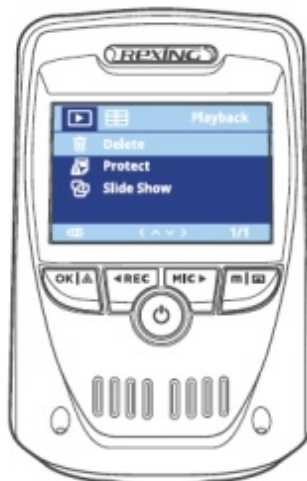 REXING
Playback
Delete
Protect
Slide Show
1/1
OK
◄REC
MIC►